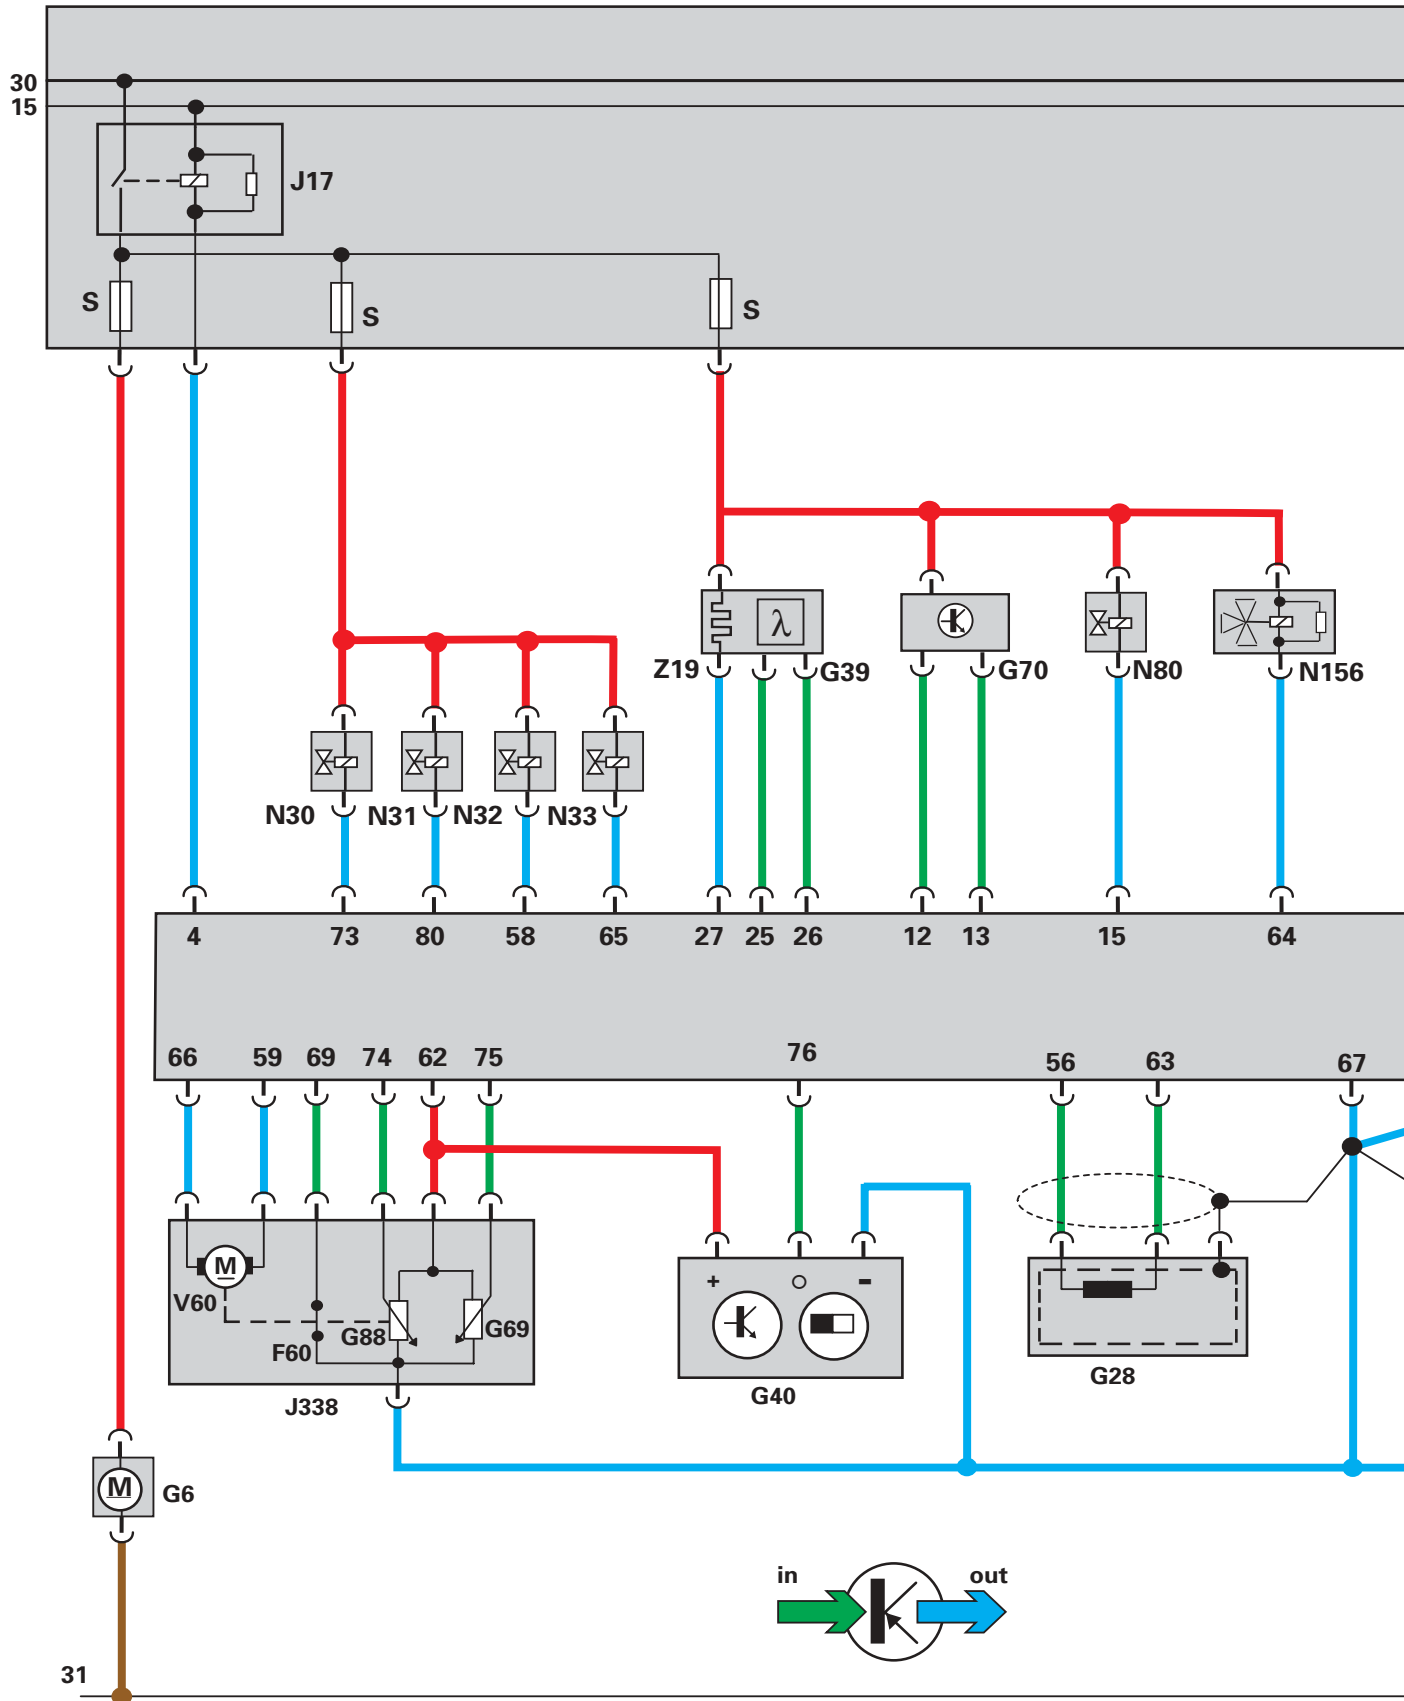 30
15
J17
S
S
S
Z19
λ
G39
G70
N80
N156
N30
N31
N32
N33
4 73 80 58 65 27 25 26 12 13 15 64
66 59 69 74 62 75 76 56 63 67
M
V60
F60
G88
G69
J338
+ −
G40
G28
M
G6
in
out
31